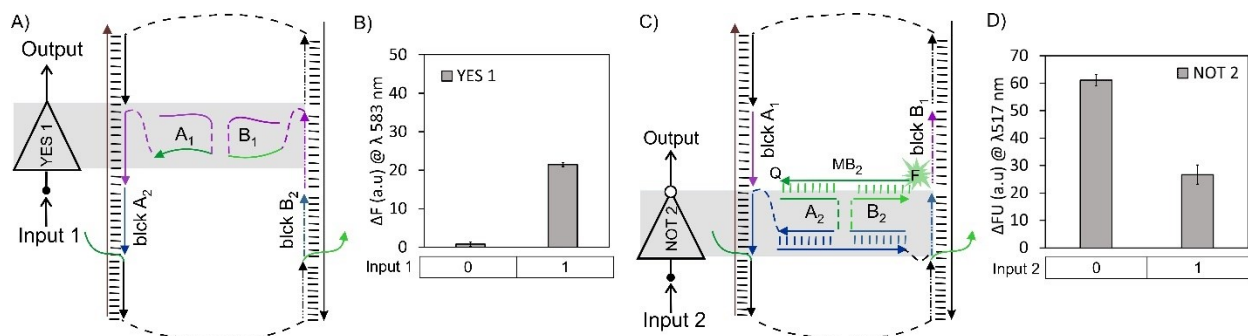 A)
Output
YES 1
Input 1
A₁
B₁
blck A₂
blck B₂
B)
ΔF (a.u) @ λ 583 nm
50
40
30
20
10
0
YES 1
Input 1
0
1
C)
Output
NOT 2
Input 2
blck A₁
blck B₁
Q
MB₂
F
A₂
B₂
D)
ΔFU (a.u) @ λ517 nm
70
60
50
40
30
20
10
0
NOT 2
Input 2
0
1